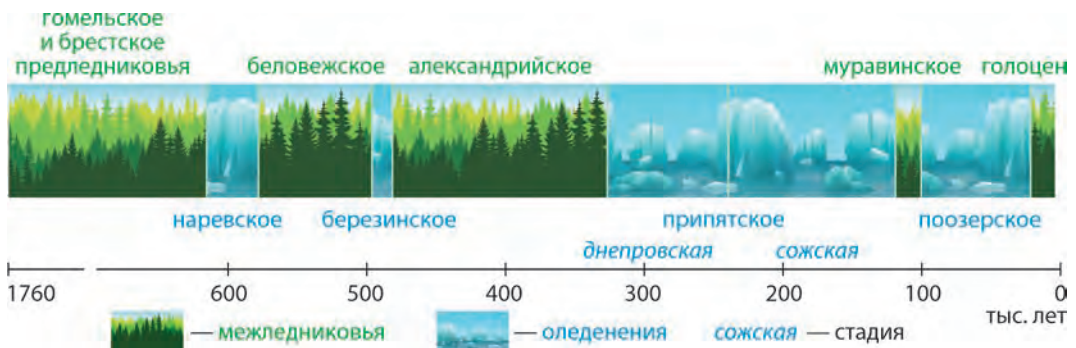 гомельское
и брестское
предледниковья
беловежское
александрийское
муравинское
голоцен
наревское
березинское
припятское
поозерское
днепровская
сожская
1760
600
500
400
300
200
100
0
тыс. лет
— межледниковья
— оледенения
сожская — стадия